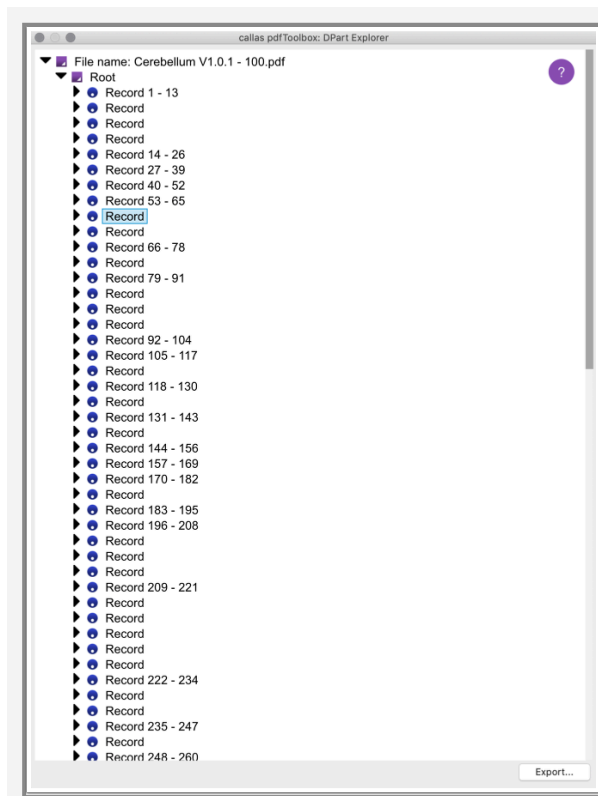 callas pdfToolbox: DPart Explorer
File name: Cerebellum V1.0.1 - 100.pdf
?
Root
Record 1 - 13
Record
Record
Record
Record 14 - 26
Record 27 - 39
Record 40 - 52
Record 53 - 65
Record
Record
Record 66 - 78
Record
Record 79 - 91
Record
Record
Record
Record 92 - 104
Record 105 - 117
Record
Record 118 - 130
Record
Record 131 - 143
Record
Record 144 - 156
Record 157 - 169
Record 170 - 182
Record
Record 183 - 195
Record 196 - 208
Record
Record
Record
Record 209 - 221
Record
Record
Record
Record
Record
Record 222 - 234
Record
Record
Record 235 - 247
Record
Record 248 - 260
Export...